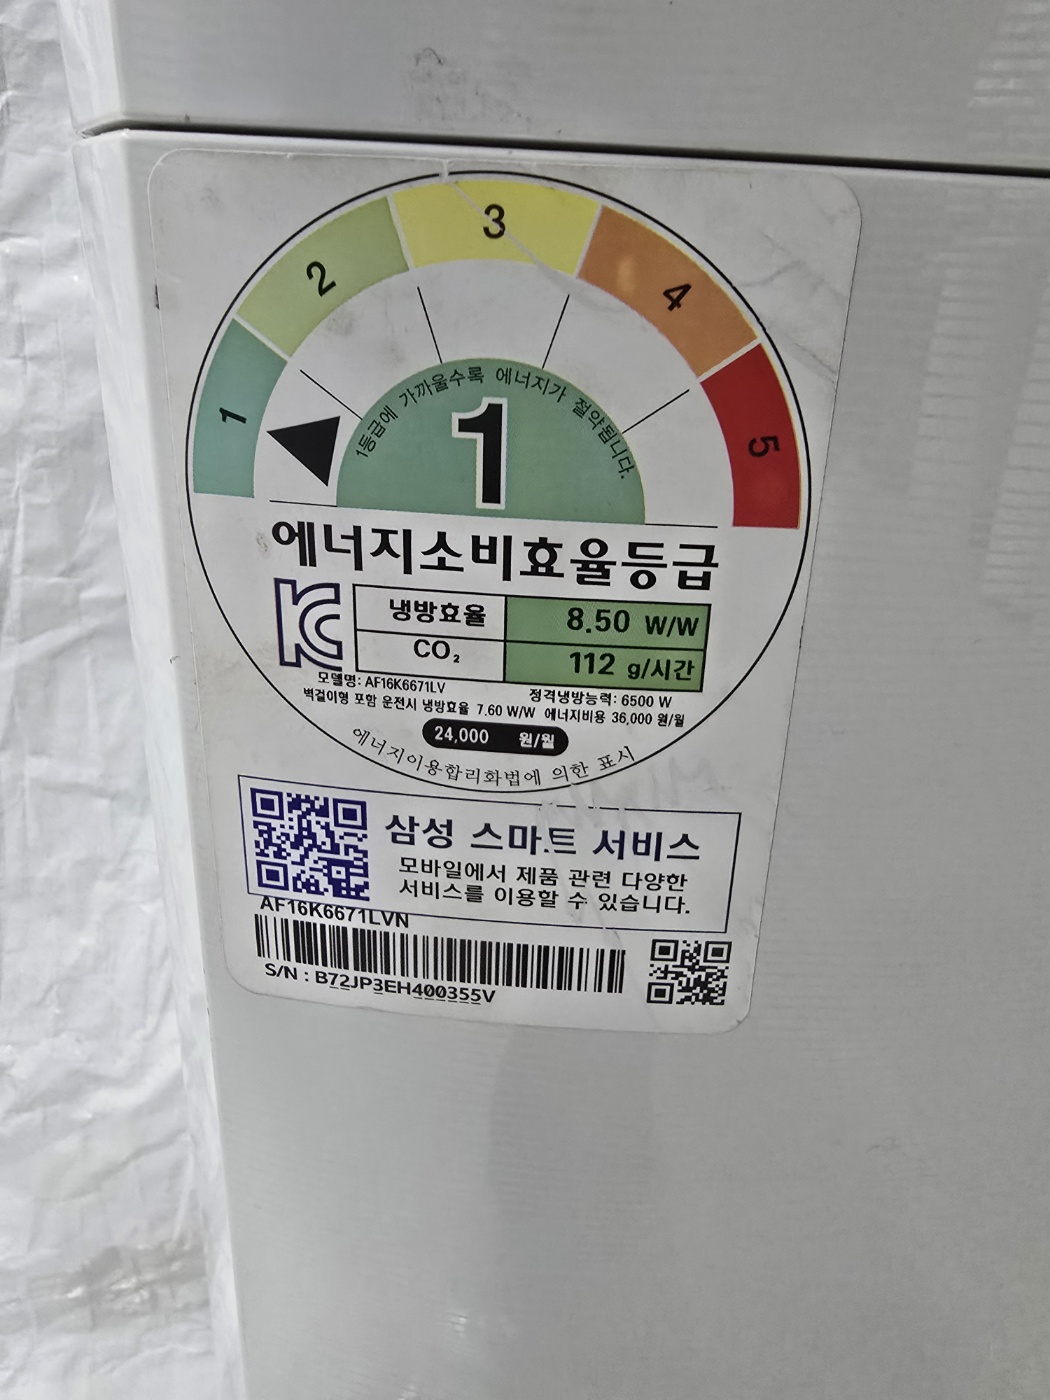 1
2
3
4
5
1등급에 가까울수록 에너지가 절약됩니다.
1
에너지소비효율등급
냉방효율 8.50 W/W
CO₂ 112 g/시간
모델명: AF16K6671LV 정격냉방능력: 6500 W
벽걸이형 포함 운전시 냉방효율 7.60 W/W 에너지비용 36,000 원/월
24,000 원/월
에너지이용합리화법에 의한 표시
삼성 스마트 서비스
모바일에서 제품 관련 다양한
서비스를 이용할 수 있습니다.
AF16K6671LVN
S/N : B72JP3EH400355V